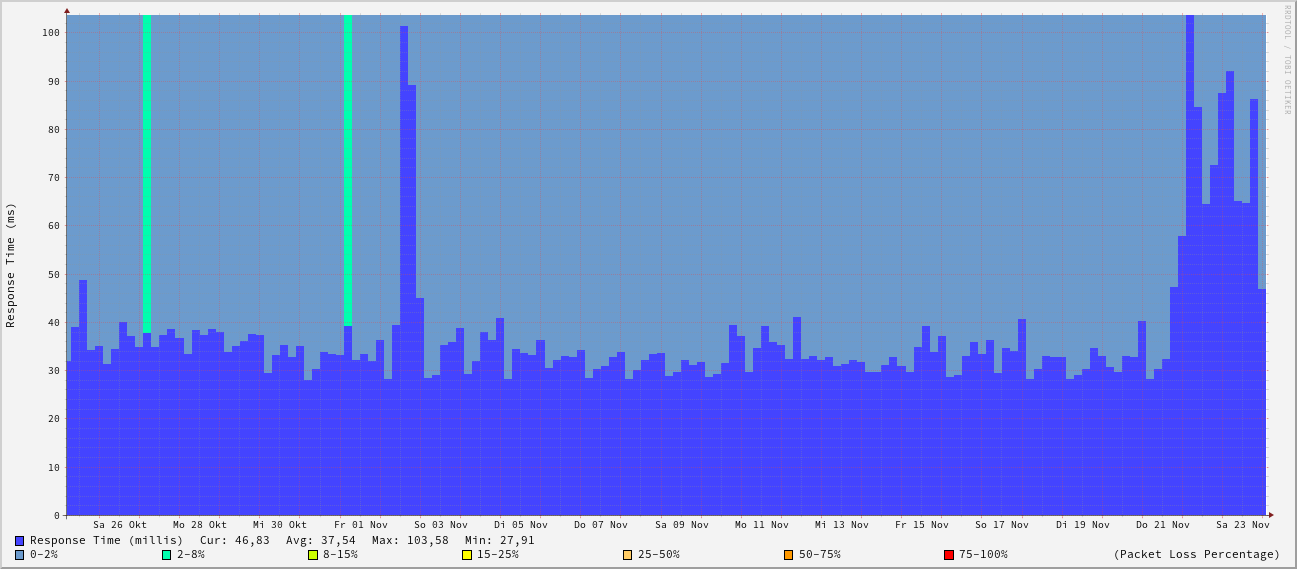 RRDTOOL / TOBI OETIKER
Response Time (ms)
100
90
80
70
60
50
40
30
20
10
0
Sa 26 Okt Mo 28 Okt Mi 30 Okt Fr 01 Nov So 03 Nov Di 05 Nov Do 07 Nov Sa 09 Nov Mo 11 Nov Mi 13 Nov Fr 15 Nov So 17 Nov Di 19 Nov Do 21 Nov Sa 23 Nov
Response Time (millis) Cur: 46,83 Avg: 37,54 Max: 103,58 Min: 27,91
0-2% 2-8% 8-15% 15-25% 25-50% 50-75% 75-100% (Packet Loss Percentage)